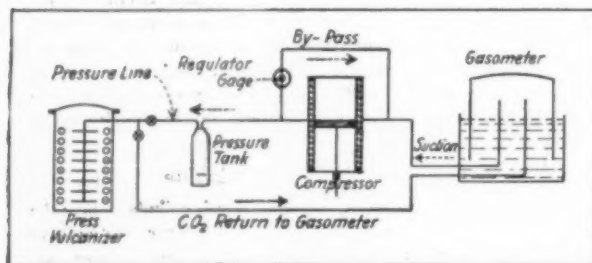 By-Pass
Gasometer
Regulator
Gage
Pressure Line
Pressure
Tank
Suction
Compressor
Press
Vulcanizer
CO₂ Return to Gasometer